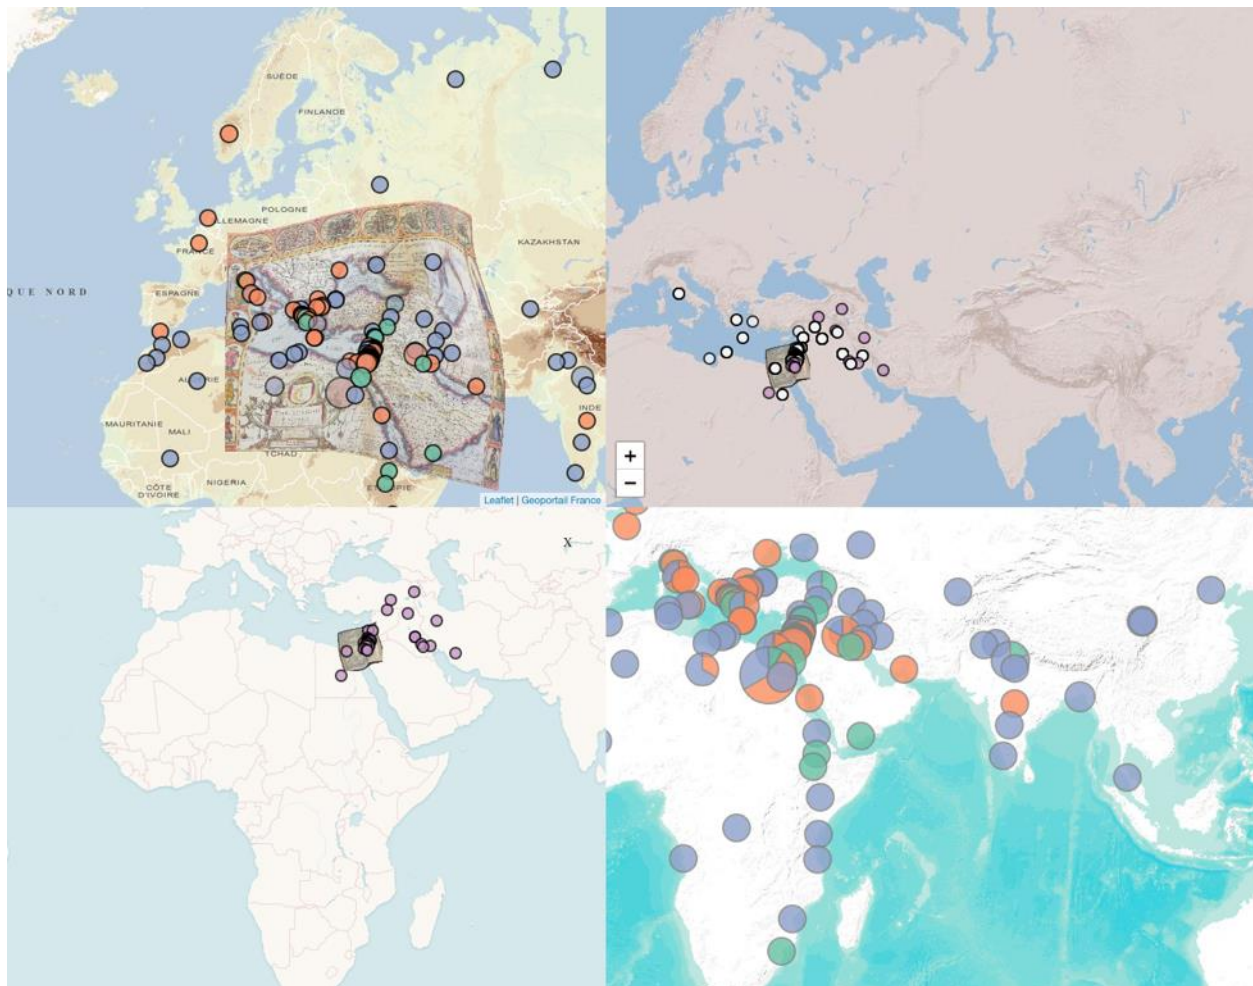 SUÈDE
FINLANDE
POLOGNE
LLEMAGNE
FRANCE
KAZAKHSTAN
QUE NORD
ESPAGNE
ALGÉRIE
INDE
MAURITANIE
MALI
TCHAD
NIGERIA
CÔTE
D'IVOIRE
Leaflet | Geoportail France
+
−
X